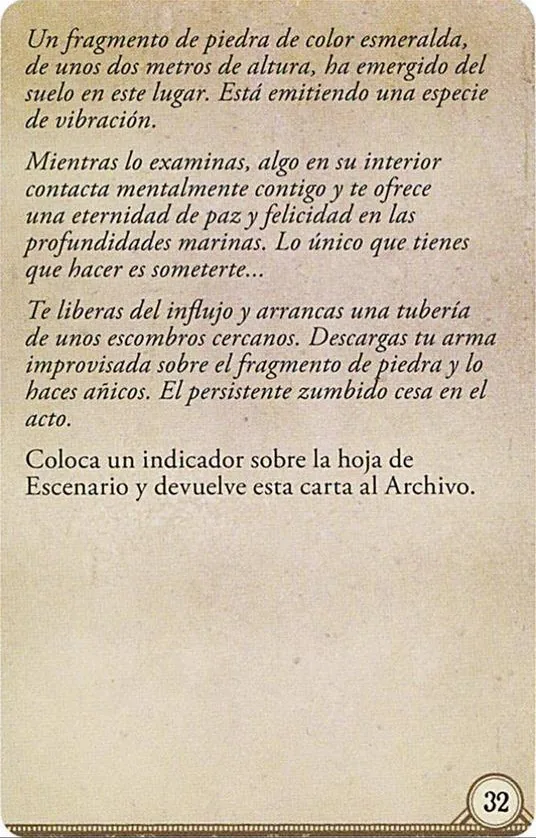 Un fragmento de piedra de color esmeralda,
de unos dos metros de altura, ha emergido del
suelo en este lugar. Está emitiendo una especie
de vibración.
Mientras lo examinas, algo en su interior
contacta mentalmente contigo y te ofrece
una eternidad de paz y felicidad en las
profundidades marinas. Lo único que tienes
que hacer es someterte...
Te liberas del influjo y arrancas una tubería
de unos escombros cercanos. Descargas tu arma
improvisada sobre el fragmento de piedra y lo
haces añicos. El persistente zumbido cesa en el
acto.
Coloca un indicador sobre la hoja de
Escenario y devuelve esta carta al Archivo.
32